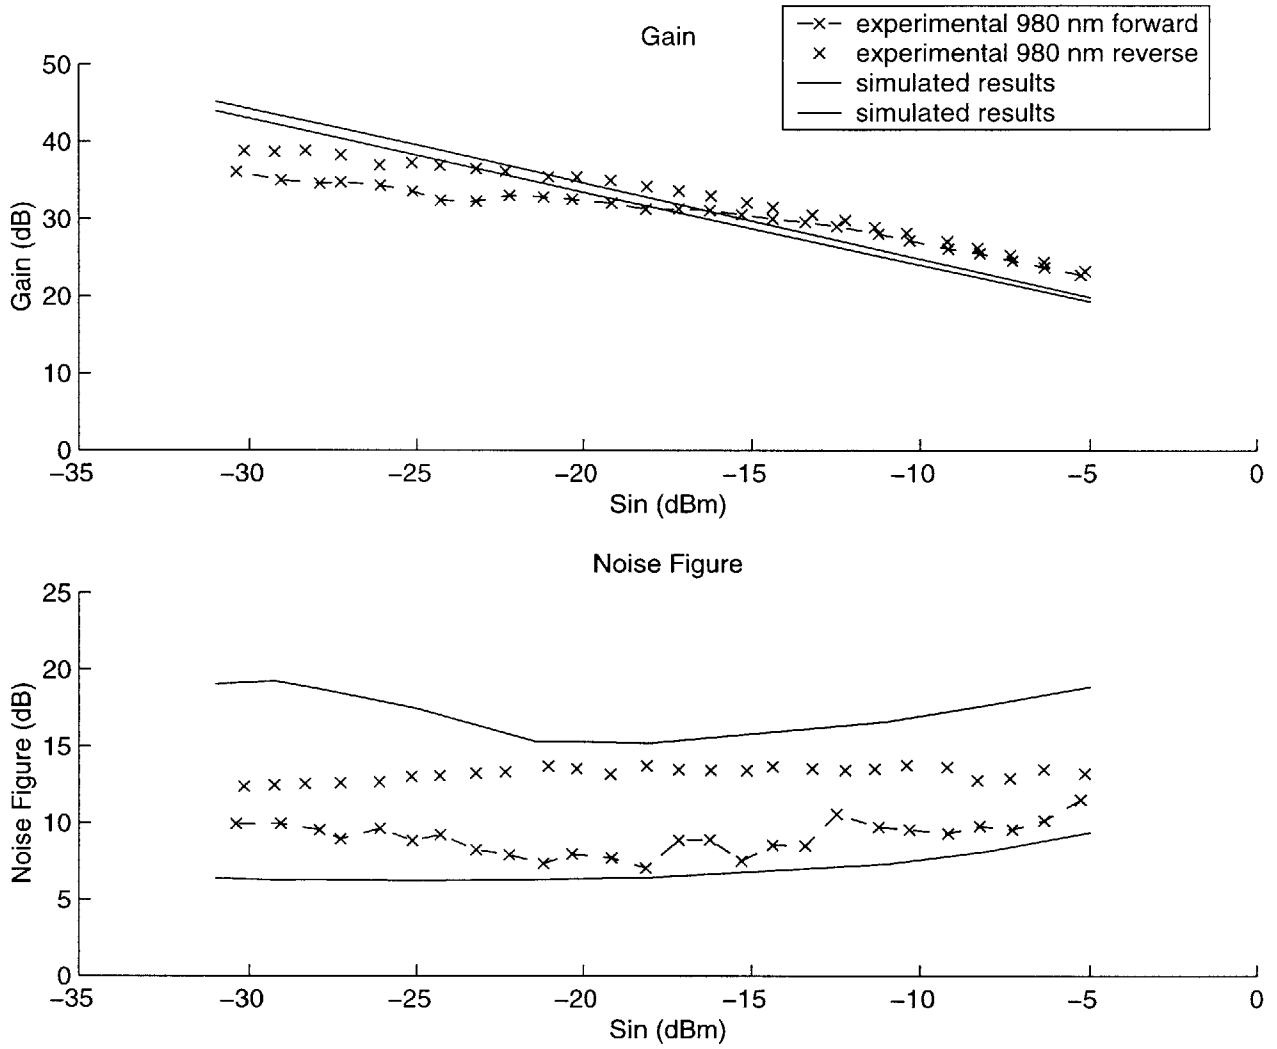 Gain
experimental 980 nm forward
experimental 980 nm reverse
simulated results
simulated results
50
40
30
20
10
0
Gain (dB)
−35
−30
−25
−20
−15
−10
−5
0
Sin (dBm)
Noise Figure
25
20
15
10
5
0
Noise Figure (dB)
−35
−30
−25
−20
−15
−10
−5
0
Sin (dBm)